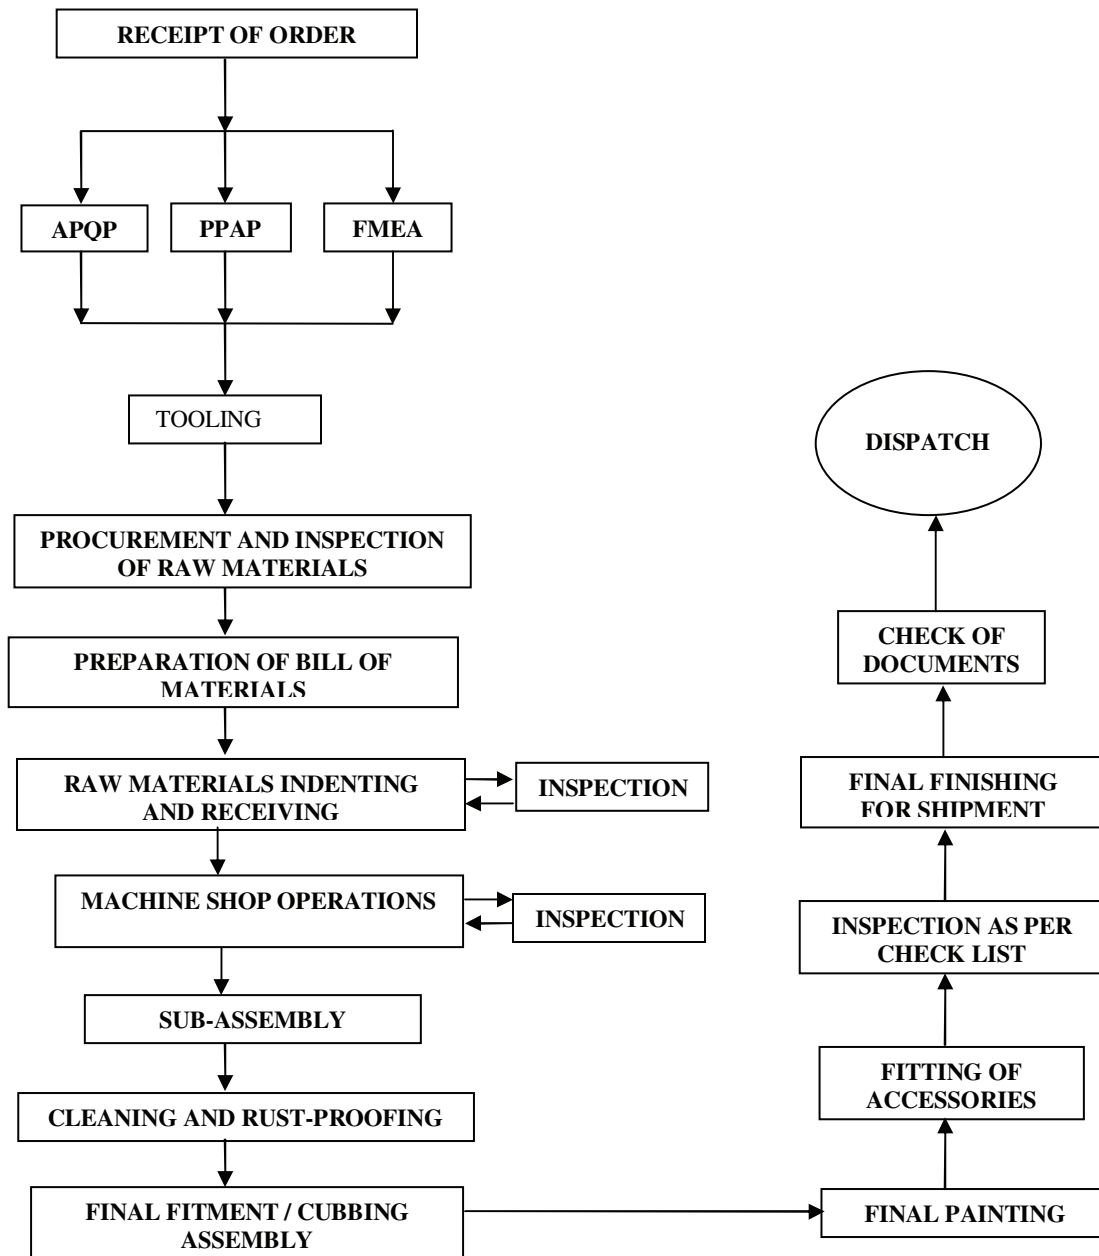 RECEIPT OF ORDER
APQP
PPAP
FMEA
TOOLING
PROCUREMENT AND INSPECTION
OF RAW MATERIALS
PREPARATION OF BILL OF
MATERIALS
RAW MATERIALS INDENTING
AND RECEIVING
INSPECTION
MACHINE SHOP OPERATIONS
INSPECTION
SUB-ASSEMBLY
CLEANING AND RUST-PROOFING
FINAL FITMENT / CUBBING
ASSEMBLY
FINAL PAINTING
FITTING OF
ACCESSORIES
INSPECTION AS PER
CHECK LIST
FINAL FINISHING
FOR SHIPMENT
CHECK OF
DOCUMENTS
DISPATCH